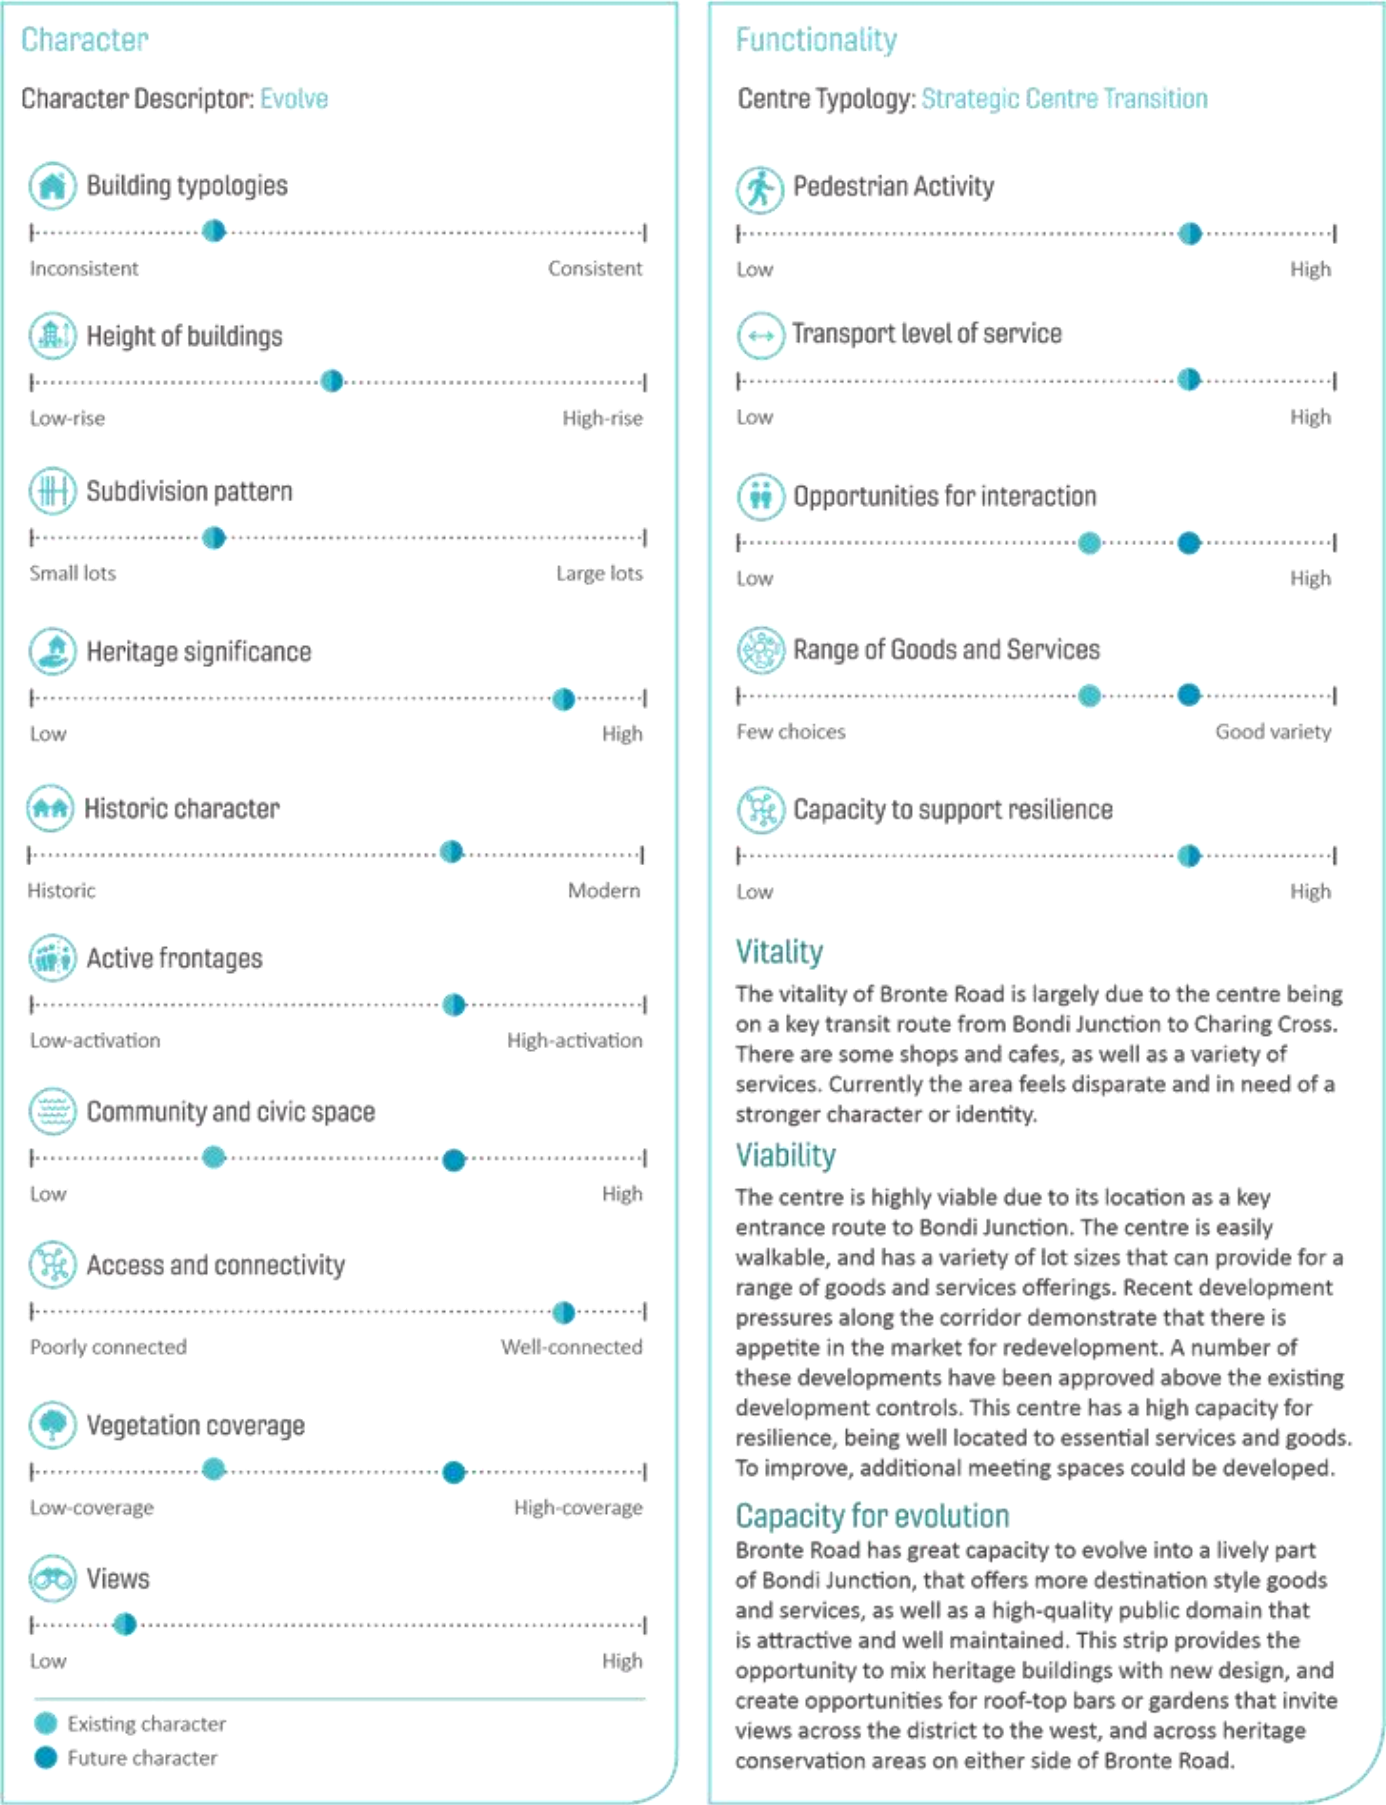 Character
Character Descriptor: Evolve
Building typologies
Inconsistent Consistent
Height of buildings
Low-rise High-rise
Subdivision pattern
Small lots Large lots
Heritage significance
Low High
Historic character
Historic Modern
Active frontages
Low-activation High-activation
Community and civic space
Low High
Access and connectivity
Poorly connected Well-connected
Vegetation coverage
Low-coverage High-coverage
Views
Low High
Existing character
Future character
Functionality
Centre Typology: Strategic Centre Transition
Pedestrian Activity
Low High
Transport level of service
Low High
Opportunities for interaction
Low High
Range of Goods and Services
Few choices Good variety
Capacity to support resilience
Low High
Vitality
The vitality of Bronte Road is largely due to the centre being
on a key transit route from Bondi Junction to Charing Cross.
There are some shops and cafes, as well as a variety of
services. Currently the area feels disparate and in need of a
stronger character or identity.
Viability
The centre is highly viable due to its location as a key
entrance route to Bondi Junction. The centre is easily
walkable, and has a variety of lot sizes that can provide for a
range of goods and services offerings. Recent development
pressures along the corridor demonstrate that there is
appetite in the market for redevelopment. A number of
these developments have been approved above the existing
development controls. This centre has a high capacity for
resilience, being well located to essential services and goods.
To improve, additional meeting spaces could be developed.
Capacity for evolution
Bronte Road has great capacity to evolve into a lively part
of Bondi Junction, that offers more destination style goods
and services, as well as a high-quality public domain that
is attractive and well maintained. This strip provides the
opportunity to mix heritage buildings with new design, and
create opportunities for roof-top bars or gardens that invite
views across the district to the west, and across heritage
conservation areas on either side of Bronte Road.